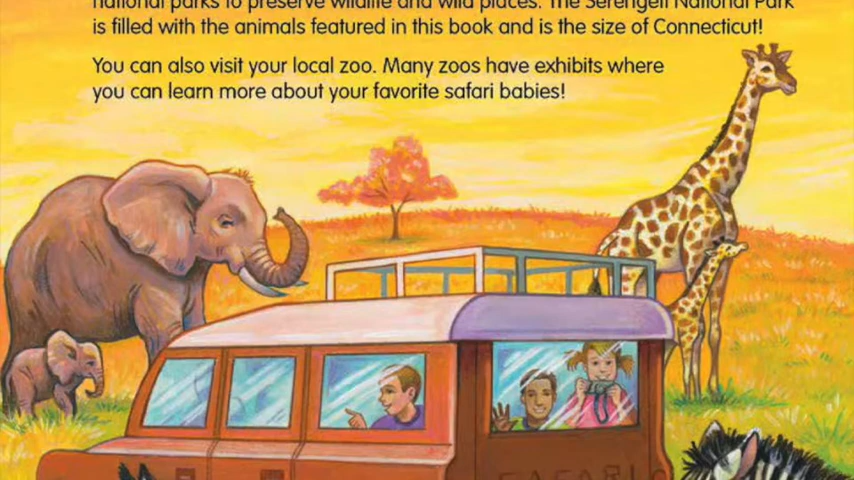 national parks to preserve wildlife and wild places. The Serengeti National Park
is filled with the animals featured in this book and is the size of Connecticut!
You can also visit your local zoo. Many zoos have exhibits where
you can learn more about your favorite safari babies!
SAFARI